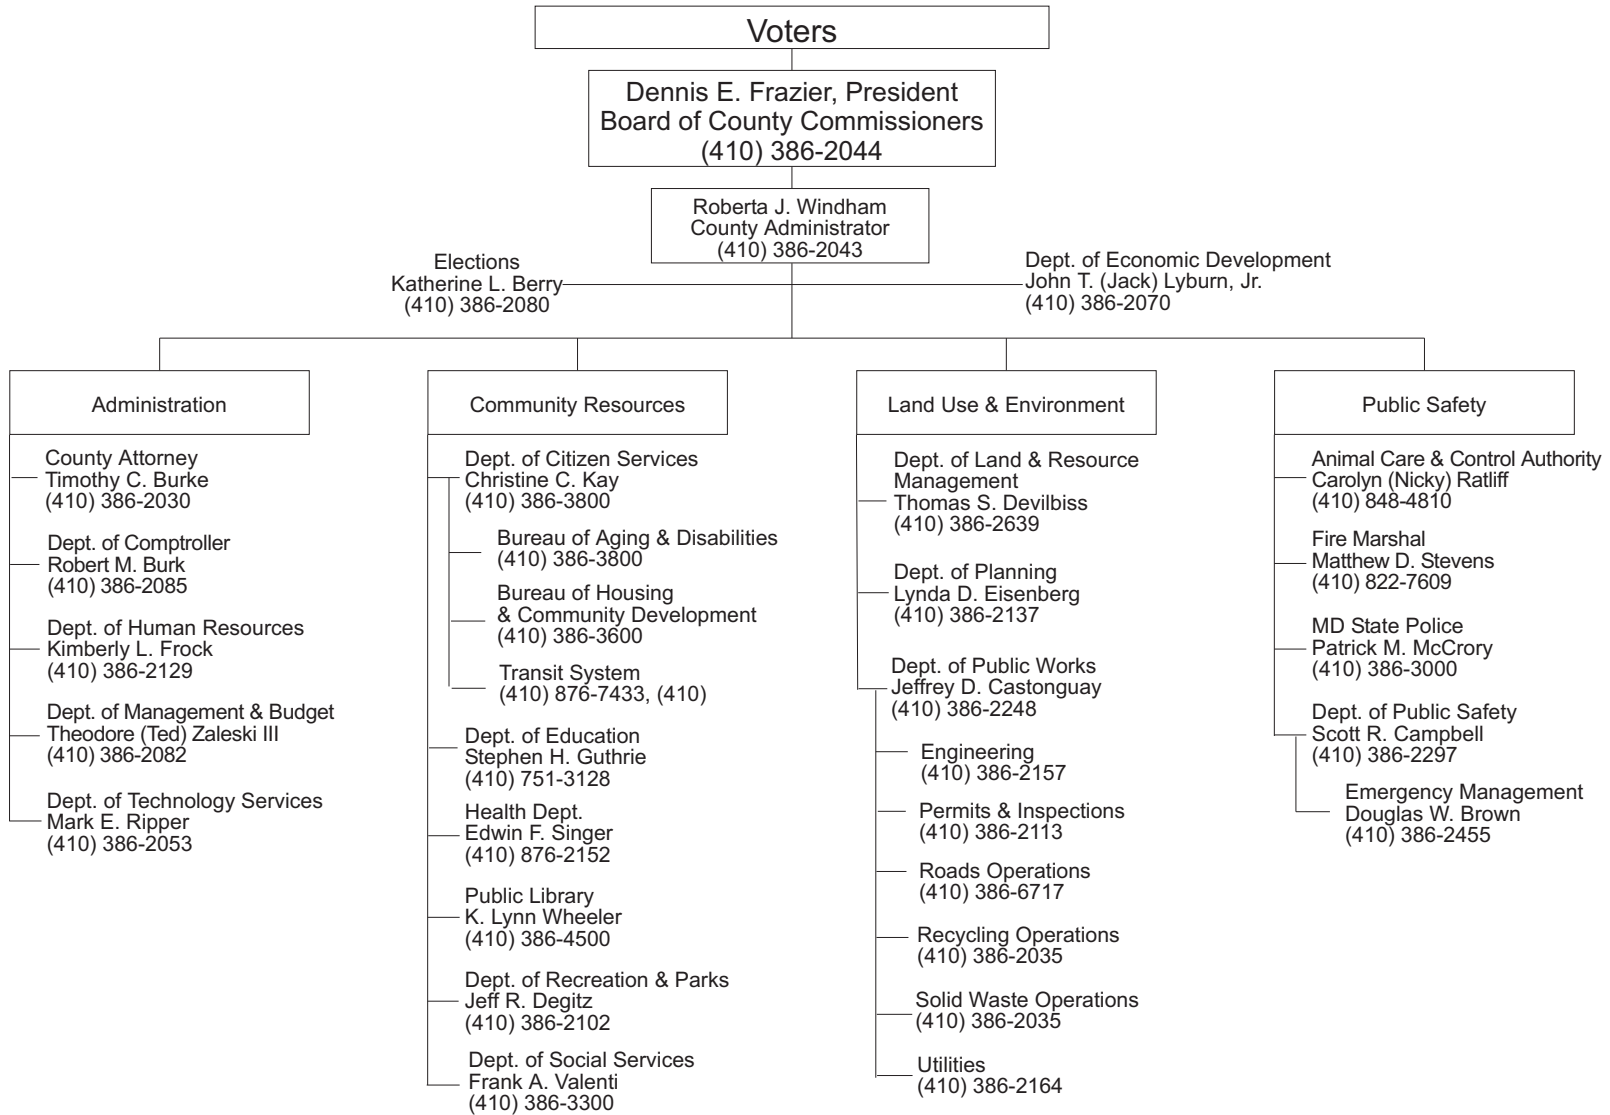 Voters
Dennis E. Frazier, President
Board of County Commissioners
(410) 386-2044
Roberta J. Windham
County Administrator
(410) 386-2043
Elections
Katherine L. Berry
(410) 386-2080
Dept. of Economic Development
John T. (Jack) Lyburn, Jr.
(410) 386-2070
Administration
County Attorney
Timothy C. Burke
(410) 386-2030
Dept. of Comptroller
Robert M. Burk
(410) 386-2085
Dept. of Human Resources
Kimberly L. Frock
(410) 386-2129
Dept. of Management & Budget
Theodore (Ted) Zaleski III
(410) 386-2082
Dept. of Technology Services
Mark E. Ripper
(410) 386-2053
Community Resources
Dept. of Citizen Services
Christine C. Kay
(410) 386-3800
Bureau of Aging & Disabilities
(410) 386-3800
Bureau of Housing
& Community Development
(410) 386-3600
Transit System
(410) 876-7433, (410)
Dept. of Education
Stephen H. Guthrie
(410) 751-3128
Health Dept.
Edwin F. Singer
(410) 876-2152
Public Library
K. Lynn Wheeler
(410) 386-4500
Dept. of Recreation & Parks
Jeff R. Degitz
(410) 386-2102
Dept. of Social Services
Frank A. Valenti
(410) 386-3300
Land Use & Environment
Dept. of Land & Resource
Management
Thomas S. Devilbiss
(410) 386-2639
Dept. of Planning
Lynda D. Eisenberg
(410) 386-2137
Dept. of Public Works
Jeffrey D. Castonguay
(410) 386-2248
Engineering
(410) 386-2157
Permits & Inspections
(410) 386-2113
Roads Operations
(410) 386-6717
Recycling Operations
(410) 386-2035
Solid Waste Operations
(410) 386-2035
Utilities
(410) 386-2164
Public Safety
Animal Care & Control Authority
Carolyn (Nicky) Ratliff
(410) 848-4810
Fire Marshal
Matthew D. Stevens
(410) 822-7609
MD State Police
Patrick M. McCrory
(410) 386-3000
Dept. of Public Safety
Scott R. Campbell
(410) 386-2297
Emergency Management
Douglas W. Brown
(410) 386-2455